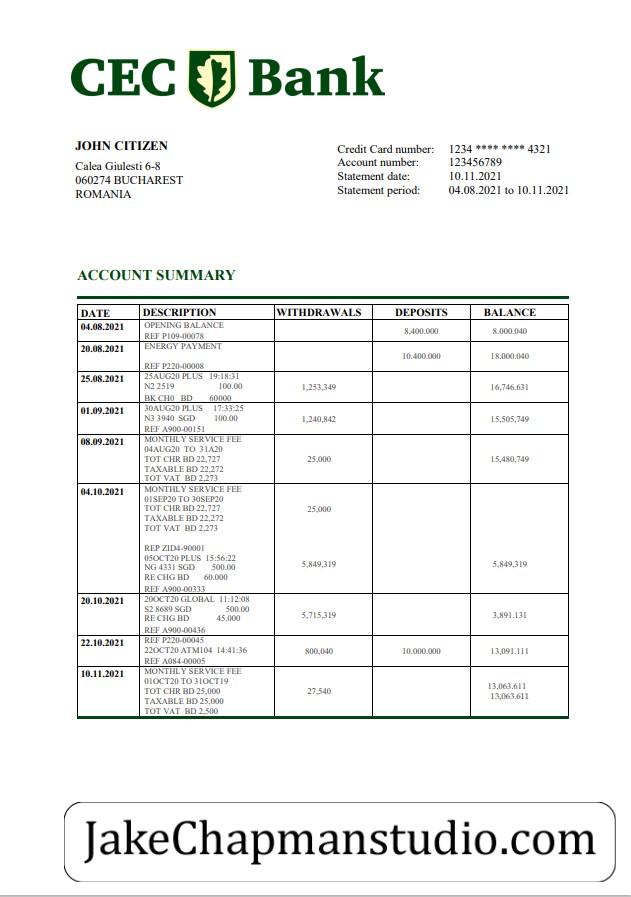 CEC Bank
JOHN CITIZEN
Calea Giulesti 6-8
060274 BUCHAREST
ROMANIA
Credit Card number: 1234 **** **** 4321
Account number: 123456789
Statement date: 10.11.2021
Statement period: 04.08.2021 to 10.11.2021
ACCOUNT SUMMARY
DATE DESCRIPTION WITHDRAWALS DEPOSITS BALANCE
04.08.2021 OPENING BALANCE
8,400.000 8.000.040
REF P109-00078
20.08.2021 ENERGY PAYMENT
10.400.000 18.000.040
REF P220-00008
25.08.2021 25AUG20 PLUS 19:18:31
N2 2519 100.00 1,253,349 16,746.631
BK CH0 BD 60000
01.09.2021 30AUG20 PLUS 17:33:25
N3 3940 SGD 100.00 1,240,842 15,505,749
REF A900-00151
08.09.2021 MONTHLY SERVICE FEE
04AUG20 TO 31A20
TOT CHR BD 22,727 25,000 15,480,749
TAXABLE BD 22,272
TOT VAT BD 2,273
04.10.2021 MONTHLY SERVICE FEE
01SEP20 TO 30SEP20
TOT CHR BD 22,727 25,000
TAXABLE BD 22,272
TOT VAT BD 2,273
REP ZID4-90001
05OCT20 PLUS 15:56:22
NG 4331 SGD 500.00 5,849,319 5,849,319
RE CHG BD 60.000
REF A900-00333
20.10.2021 20OCT20 GLOBAL 11:12:08
S2 8689 SGD 500.00
RE CHG BD 45.000 5,715,319 3,891.131
REF A900-00436
22.10.2021 REF P220-00045
22OCT20 ATM104 14:41:36 800,040 10.000.000 13,091.111
REF A084-00005
10.11.2021 MONTHLY SERVICE FEE
01OCT20 TO 31OCT19
TOT CHR BD 25,000 27,540 13,063.611
TAXABLE BD 25,000 13,063.611
TOT VAT BD 2,500
JakeChapmanstudio.com